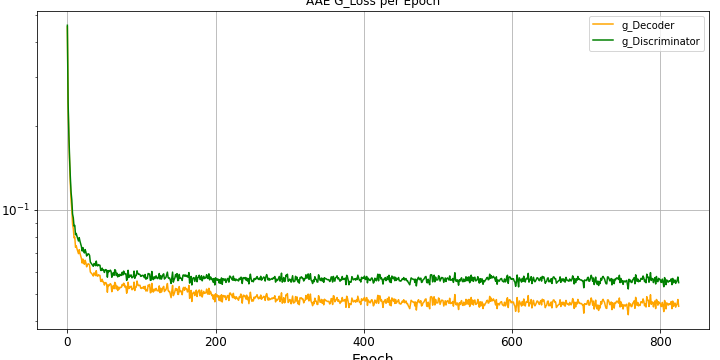 AAE G_Loss per Epoch
g_Decoder
g_Discriminator
10⁻¹
0 200 400 600 800
Epoch